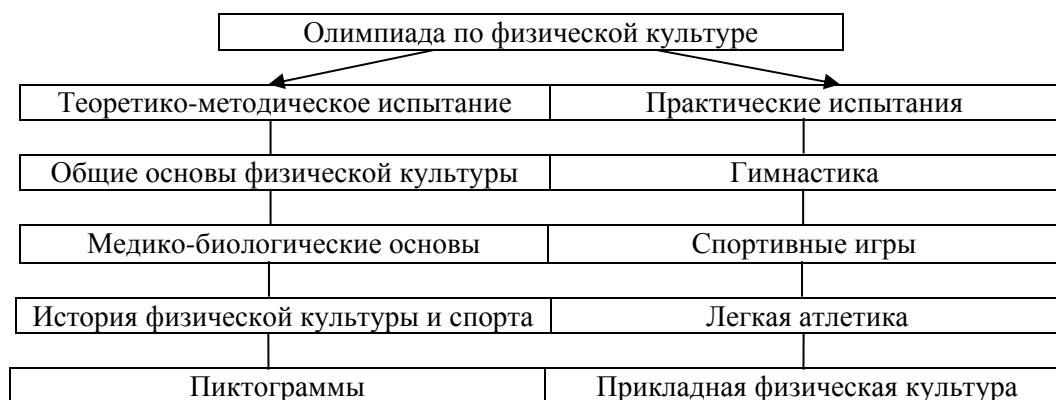 Олимпиада по физической культуре
Теоретико-методическое испытание
Практические испытания
Общие основы физической культуры
Гимнастика
Медико-биологические основы
Спортивные игры
История физической культуры и спорта
Легкая атлетика
Пиктограммы
Прикладная физическая культура